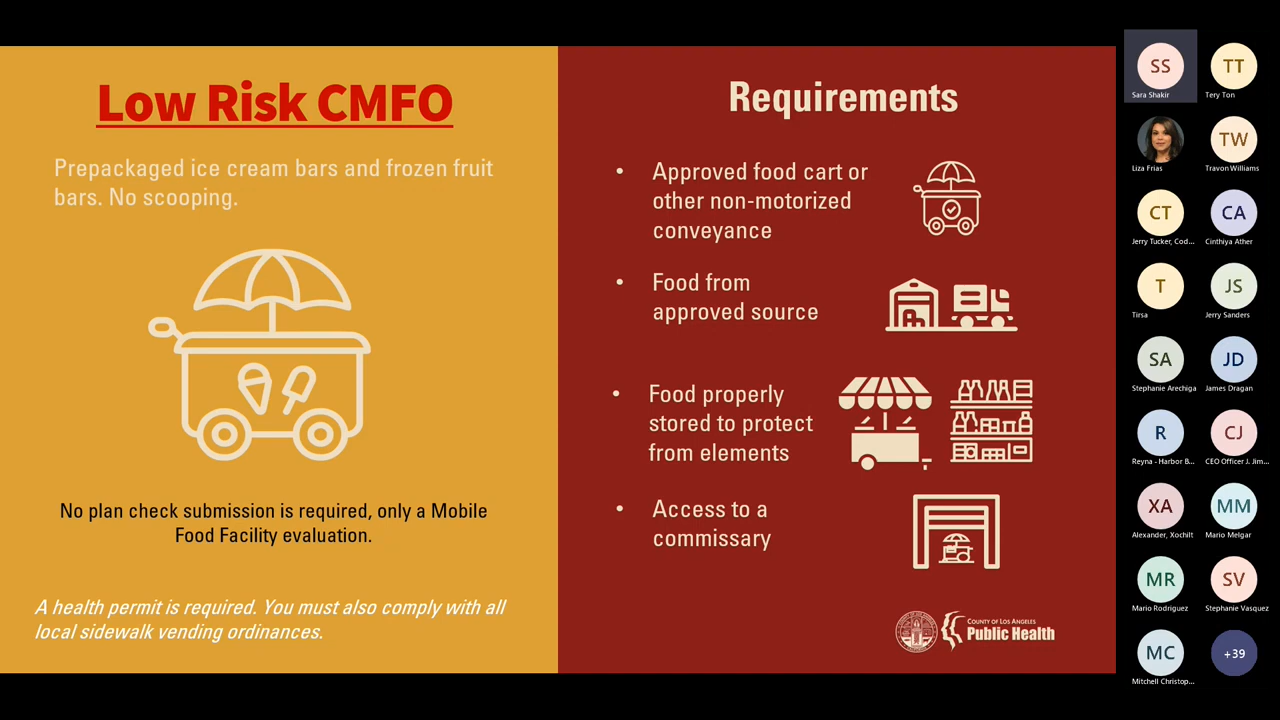 Low Risk CMFO
Prepackaged ice cream bars and frozen fruit
bars. No scooping.
No plan check submission is required, only a Mobile
Food Facility evaluation.
A health permit is required. You must also comply with all
local sidewalk vending ordinances.
Requirements
• Approved food cart or
other non-motorized
conveyance
• Food from
approved source
• Food properly
stored to protect
from elements
• Access to a
commissary
County of Los Angeles
Public Health
SS
Sara Shakir
TT
Tery Ton
Liza Frias
TW
Travon Williams
CT
Jerry Tucker, Cod...
CA
Cinthiya Ather
T
Tirsa
JS
Jerry Sanders
SA
Stephanie Arechiga
JD
James Dragan
R
Reyna - Harbor B...
CJ
CEO Officer J. Jim...
XA
Alexander, Xochilt
MM
Mario Melgar
MR
Mario Rodriguez
SV
Stephanie Vasquez
MC
Mitchell Christop...
+39